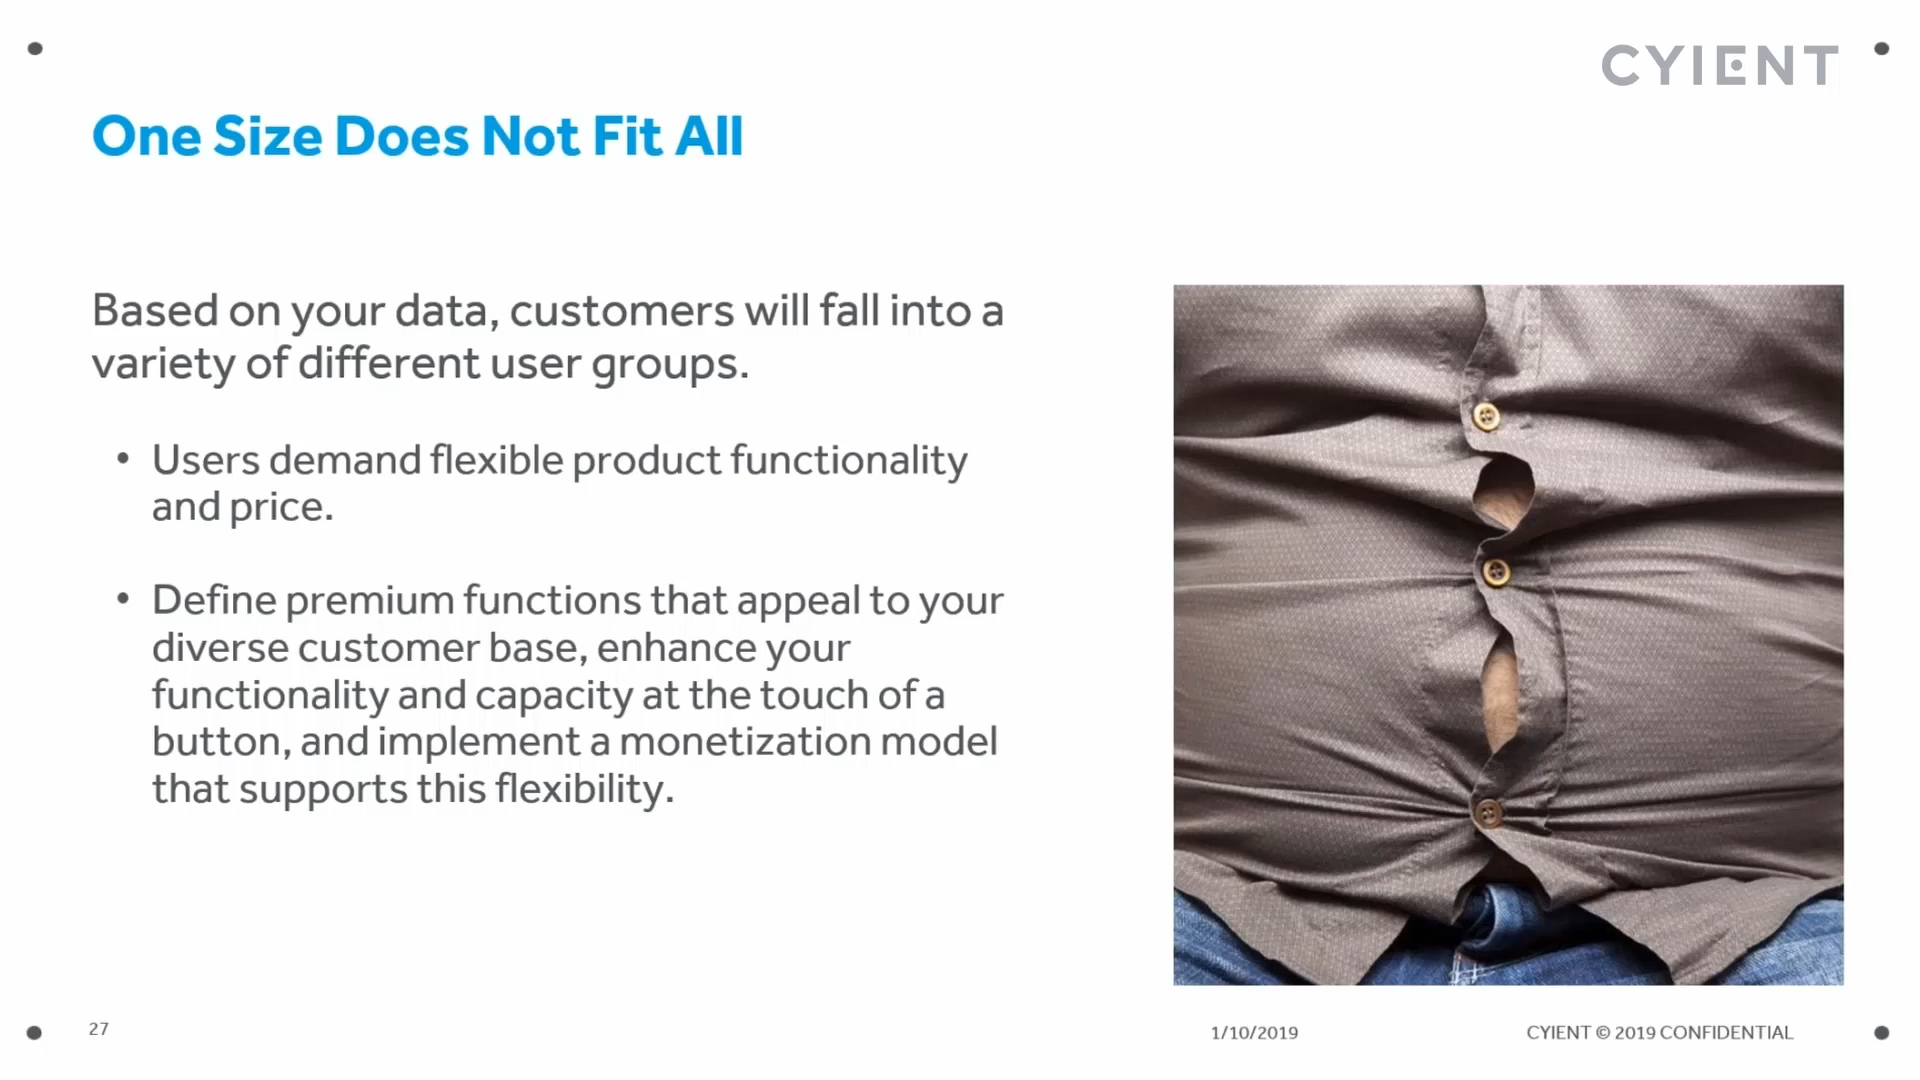 CYIENT
One Size Does Not Fit All
Based on your data, customers will fall into a
variety of different user groups.
• Users demand flexible product functionality
and price.
• Define premium functions that appeal to your
diverse customer base, enhance your
functionality and capacity at the touch of a
button, and implement a monetization model
that supports this flexibility.
27
1/10/2019
CYIENT © 2019 CONFIDENTIAL